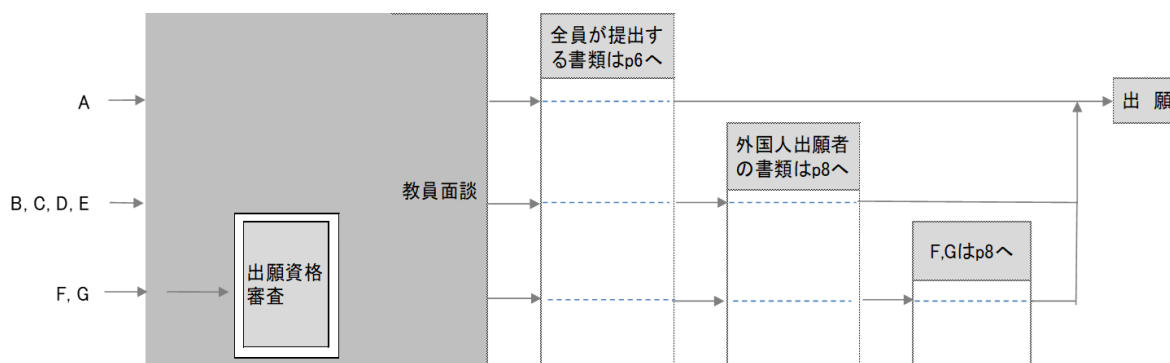 全員が提出す
る書類はp6へ
A
出 願
外国人出願者
の書類はp8へ
教員面談
B, C, D, E
F,Gはp8へ
出願資格
審査
F, G